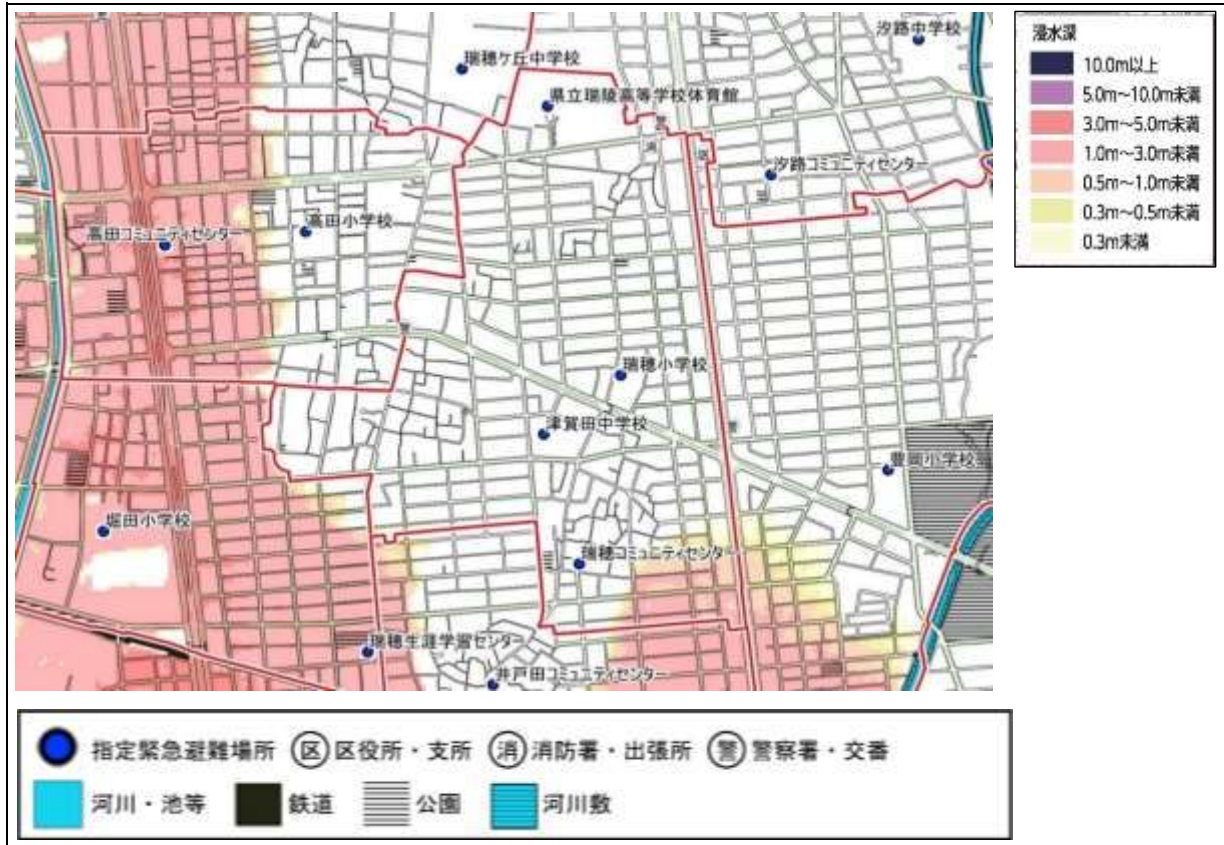 汐路中学校
瑞穂ケ丘中学校
県立瑞陵高等学校体育館
警
消
区
汐路コミュニティセンター
高田小学校
高田コミュニティセンター
警
瑞穂小学校
津賀田中学校
警
豊岡小学校
堀田小学校
瑞穂コミュニティセンター
瑞穂生涯学習センター
井戸田コミュニティセンター
浸水深
10.0m以上
5.0m～10.0m未満
3.0m～5.0m未満
1.0m～3.0m未満
0.5m～1.0m未満
0.3m～0.5m未満
0.3m未満
指定緊急避難場所 区 区役所・支所 消 消防署・出張所 警 警察署・交番
河川・池等 鉄道 公園 河川敷